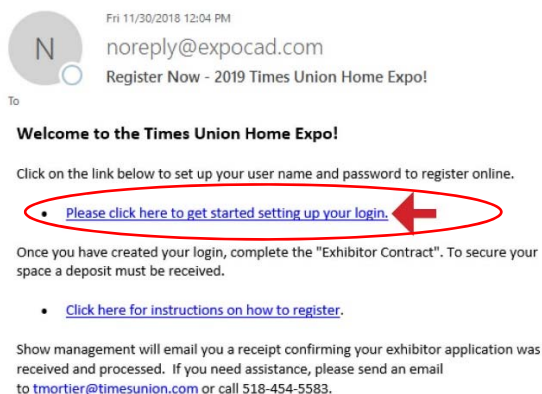 Fri 11/30/2018 12:04 PM
N
noreply@expocad.com
Register Now - 2019 Times Union Home Expo!
To
Welcome to the Times Union Home Expo!
Click on the link below to set up your user name and password to register online.
• Please click here to get started setting up your login.
Once you have created your login, complete the "Exhibitor Contract". To secure your
space a deposit must be received.
• Click here for instructions on how to register.
Show management will email you a receipt confirming your exhibitor application was
received and processed. If you need assistance, please send an email
to tmortier@timesunion.com or call 518-454-5583.